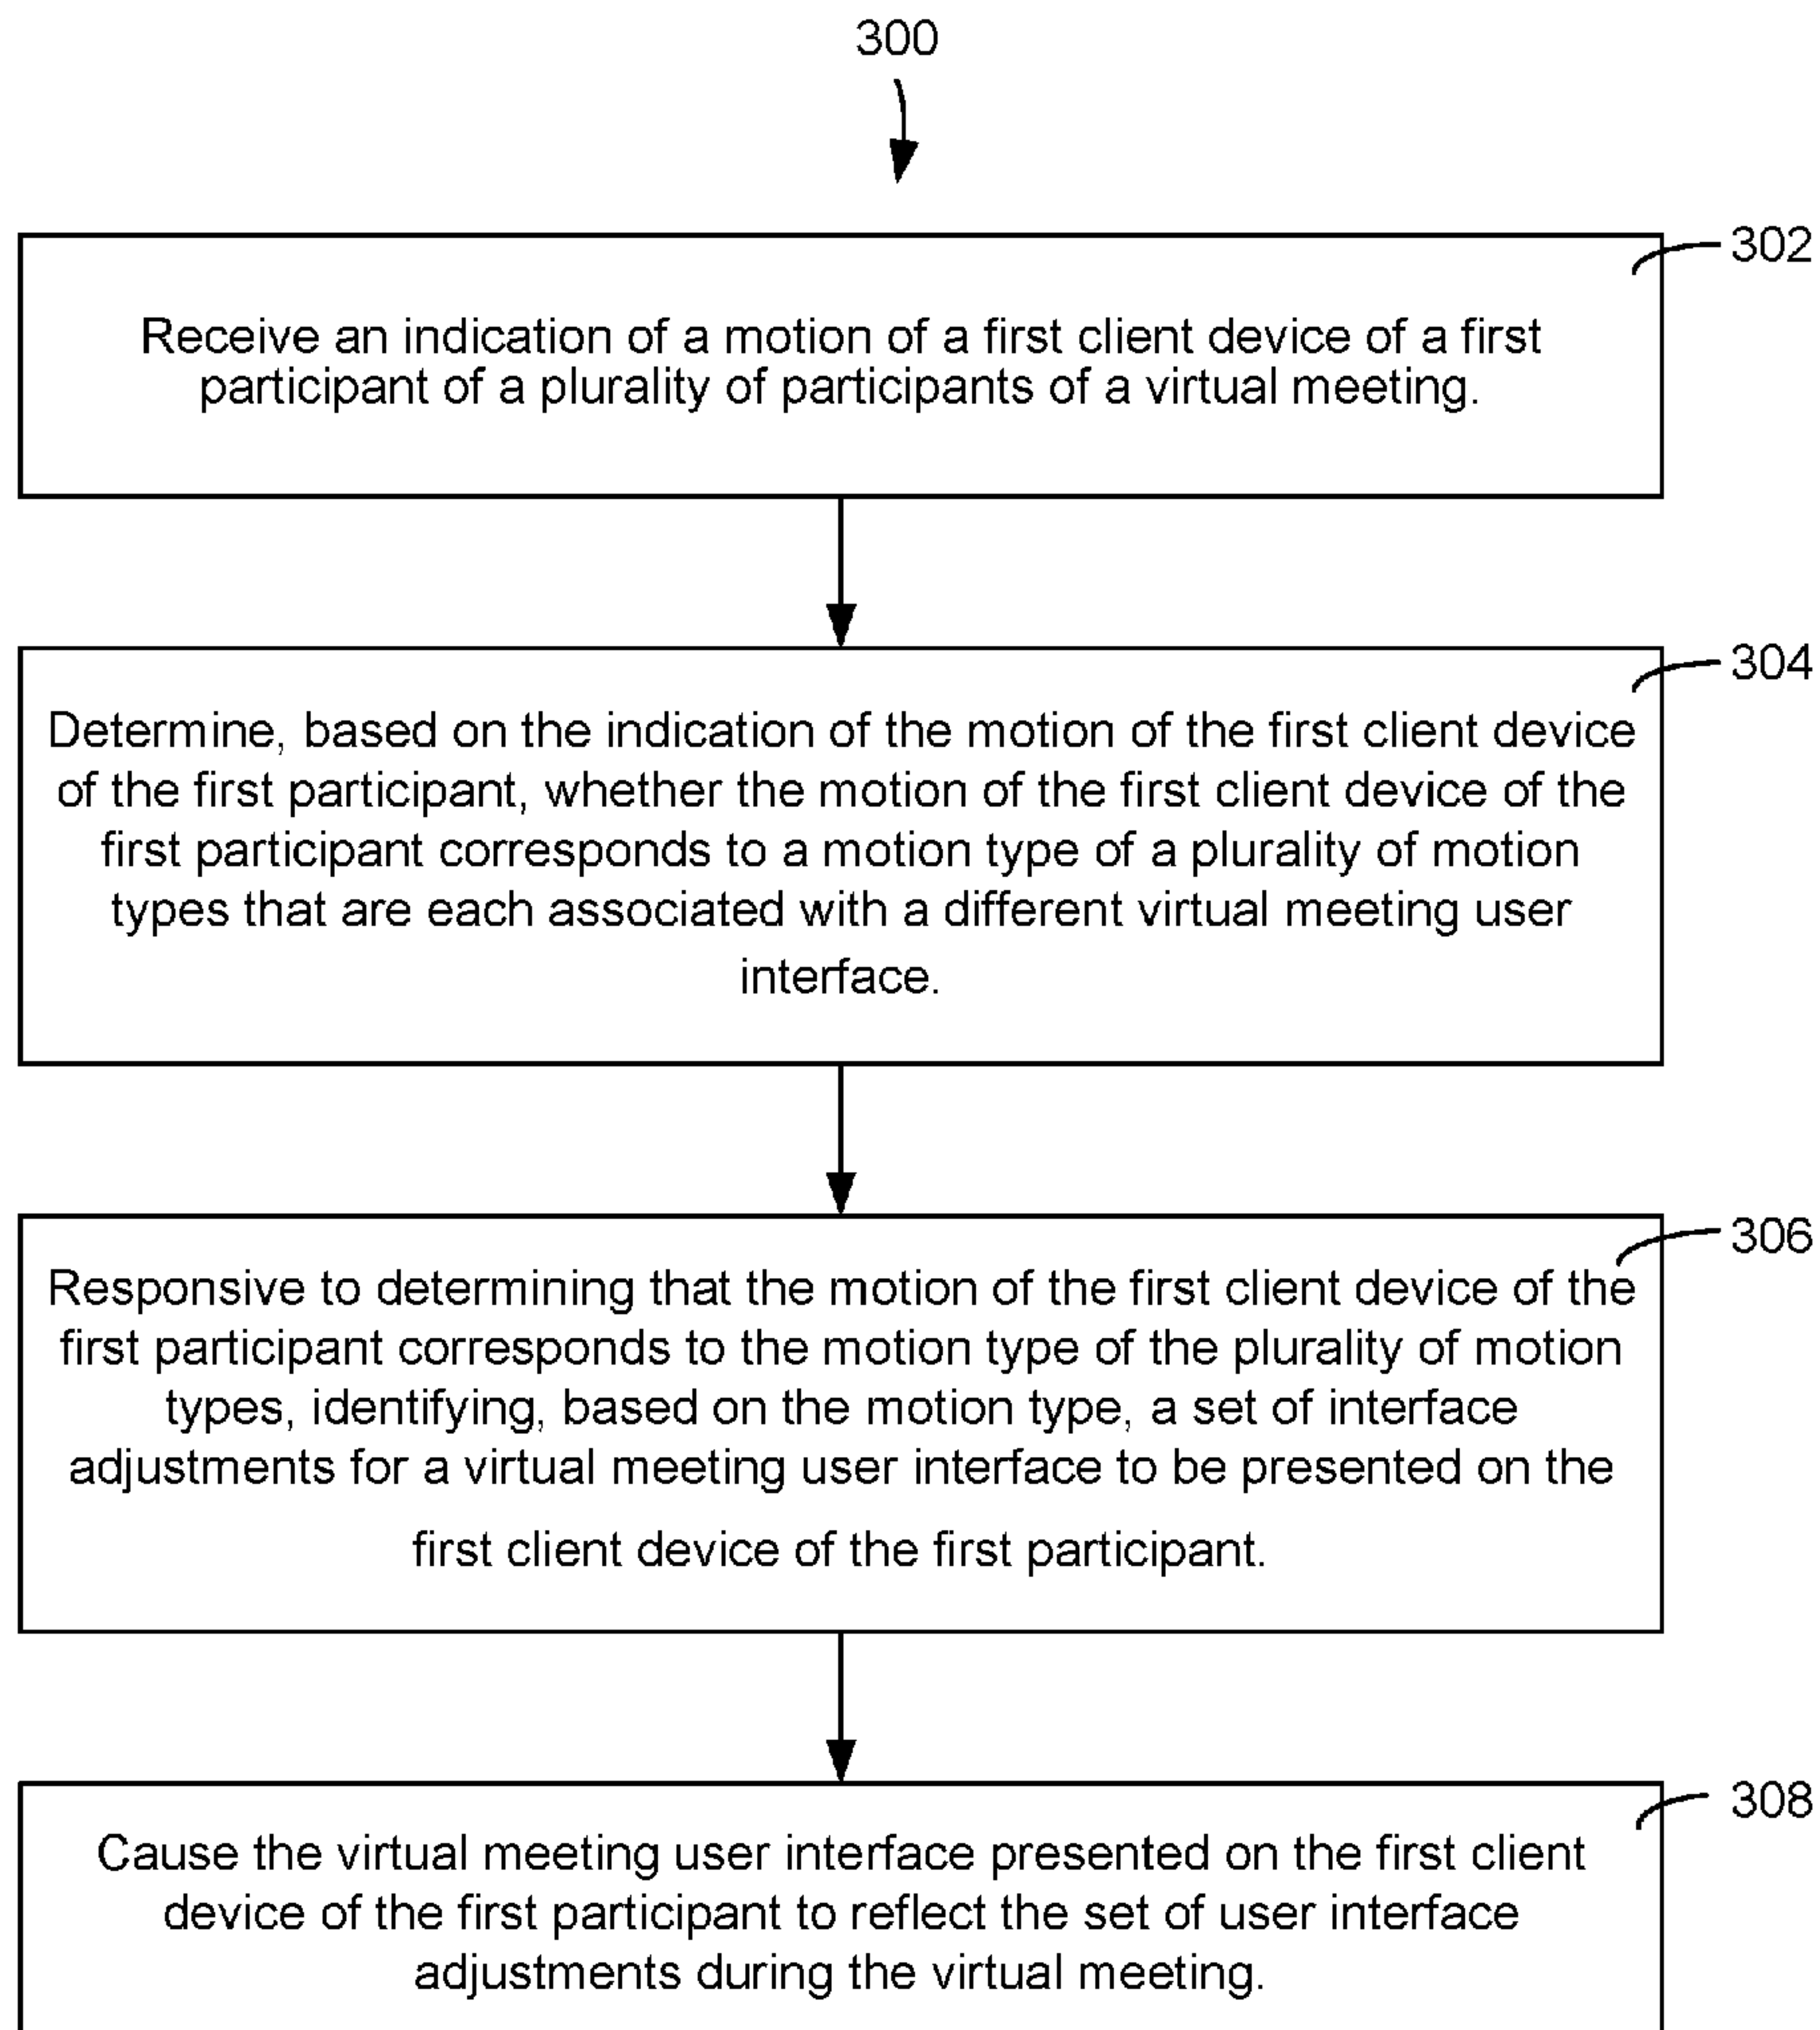 300
302
Receive an indication of a motion of a first client device of a first
participant of a plurality of participants of a virtual meeting.
304
Determine, based on the indication of the motion of the first client device
of the first participant, whether the motion of the first client device of the
first participant corresponds to a motion type of a plurality of motion
types that are each associated with a different virtual meeting user
interface.
306
Responsive to determining that the motion of the first client device of the
first participant corresponds to the motion type of the plurality of motion
types, identifying, based on the motion type, a set of interface
adjustments for a virtual meeting user interface to be presented on the
first client device of the first participant.
308
Cause the virtual meeting user interface presented on the first client
device of the first participant to reflect the set of user interface
adjustments during the virtual meeting.